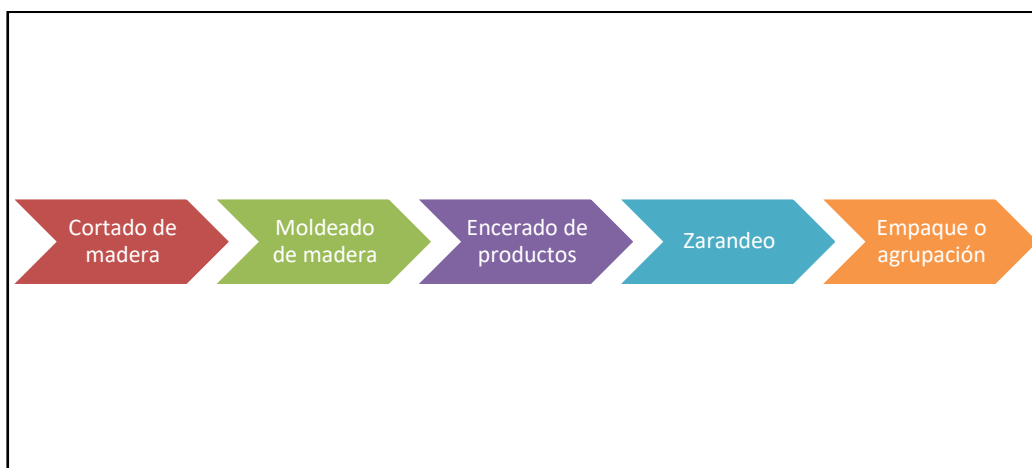 Cortado de
madera
Moldeado
de madera
Encerado de
productos
Zarandeo
Empaque o
agrupación